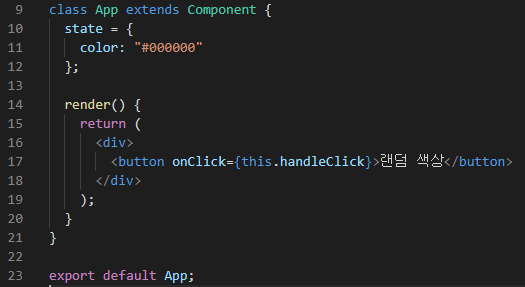 9 class App extends Component {
10   state = {
11     color: "#000000"
12   };
13
14   render() {
15     return (
16       <div>
17         <button onClick={this.handleClick}>랜덤 색상</button>
18       </div>
19     );
20   }
21 }
22
23 export default App;